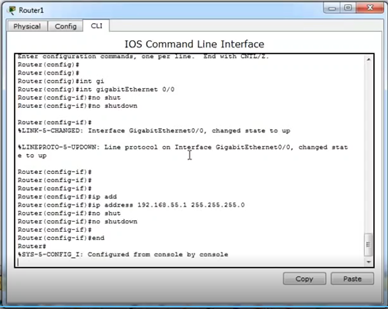 Router1
Physical Config CLI
IOS Command Line Interface
Enter configuration commands, one per line. End with CNTL/Z.
Router(config)#
Router(config)#
Router(config)#int gi
Router(config)#int gigabitEthernet 0/0
Router(config-if)#no shut
Router(config-if)#no shutdown
Router(config-if)#
%LINK-5-CHANGED: Interface GigabitEthernet0/0, changed state to up
%LINEPROTO-5-UPDOWN: Line protocol on Interface GigabitEthernet0/0, changed stat
e to up
Router(config-if)#
Router(config-if)#
Router(config-if)#
Router(config-if)#ip add
Router(config-if)#ip address 192.168.55.1 255.255.255.0
Router(config-if)#no shut
Router(config-if)#no shutdown
Router(config-if)#
Router(config-if)#end
Router#
%SYS-5-CONFIG_I: Configured from console by console
Copy Paste